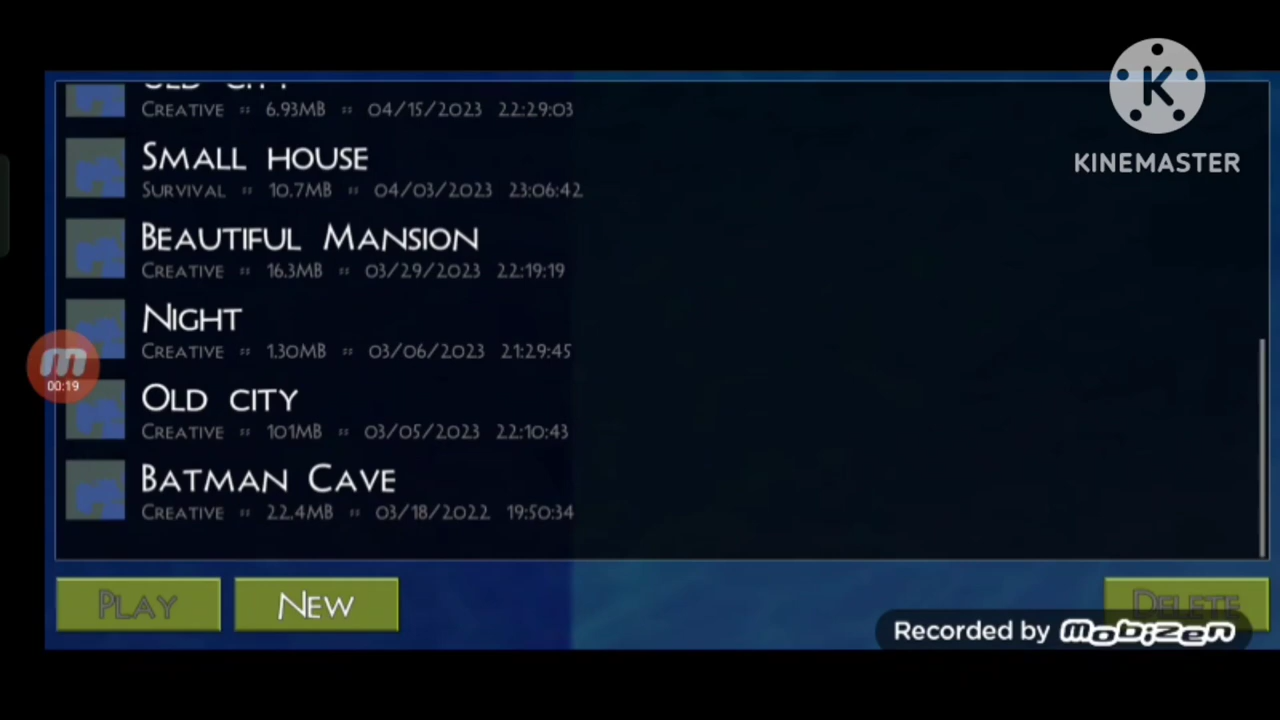 OLD CITY
CREATIVE :: 6.93MB :: 04/15/2023 22:29:03
SMALL HOUSE
SURVIVAL :: 10.7MB :: 04/03/2023 23:06:42
BEAUTIFUL MANSION
CREATIVE :: 16.3MB :: 03/29/2023 22:19:19
NIGHT
CREATIVE :: 1.30MB :: 03/06/2023 21:29:45
OLD CITY
CREATIVE :: 101MB :: 03/05/2023 22:10:43
BATMAN CAVE
CREATIVE :: 22.4MB :: 03/18/2022 19:50:34
PLAY
NEW
DELETE
K
KINEMASTER
m
00:19
Recorded by mobizen